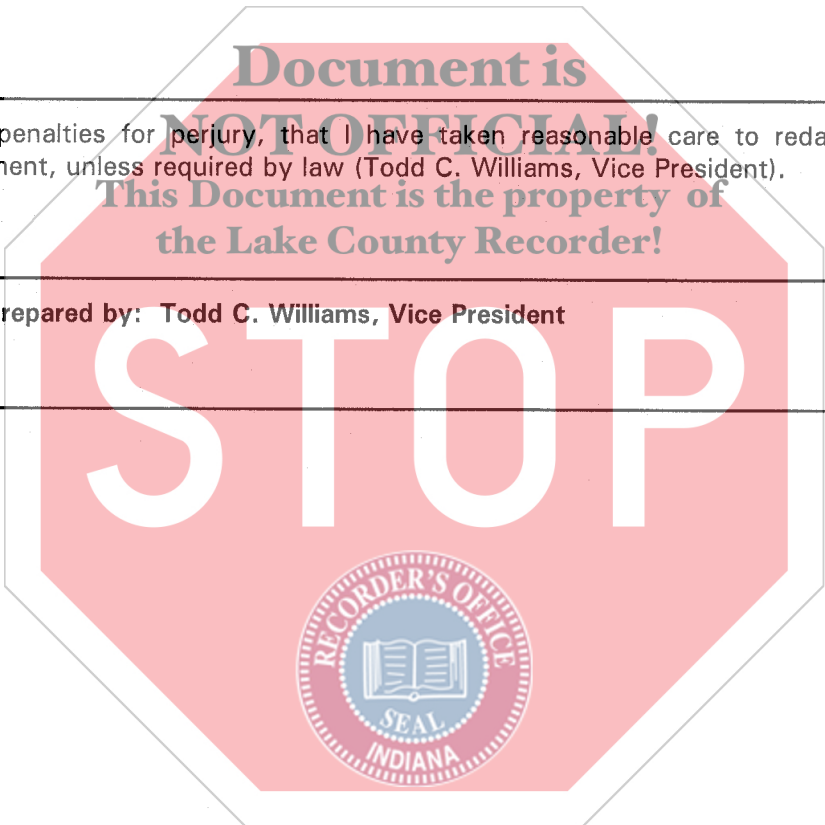 Document is
penalties for perjury, that I have taken reasonable care to reda
NOT OFFICIAL!
ment, unless required by law (Todd C. Williams, Vice President).
This Document is the property of
the Lake County Recorder!
repared by: Todd C. Williams, Vice President
STOP
RECORDER'S OFFICE
SEAL
INDIANA